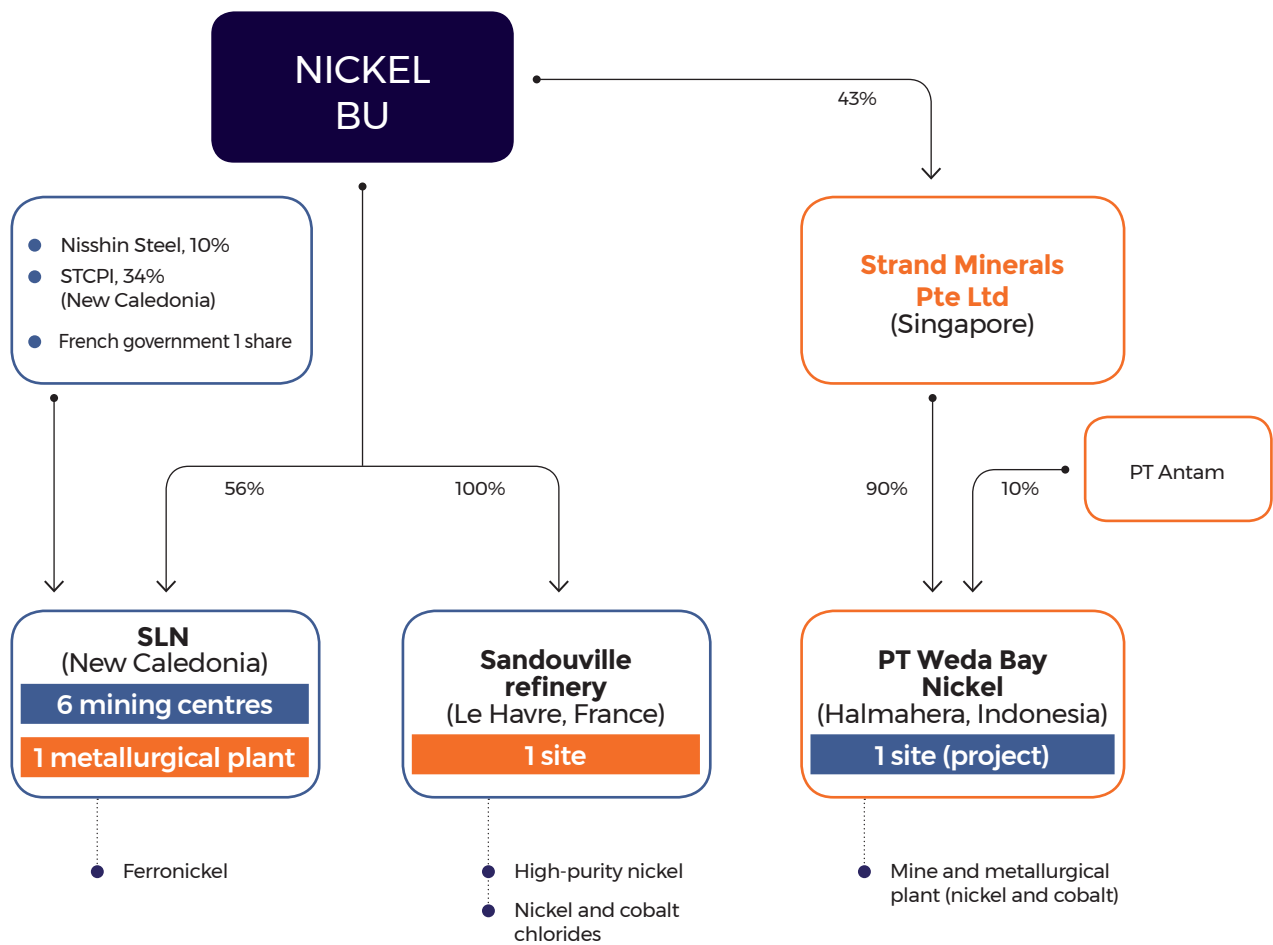 NICKEL
BU
43%
Nisshin Steel, 10%
STCPI, 34%
(New Caledonia)
French government 1 share
Strand Minerals
Pte Ltd
(Singapore)
56%
100%
90%
10%
PT Antam
SLN
(New Caledonia)
6 mining centres
1 metallurgical plant
Sandouville
refinery
(Le Havre, France)
1 site
PT Weda Bay
Nickel
(Halmahera, Indonesia)
1 site (project)
Ferronickel
High-purity nickel
Nickel and cobalt
chlorides
Mine and metallurgical
plant (nickel and cobalt)